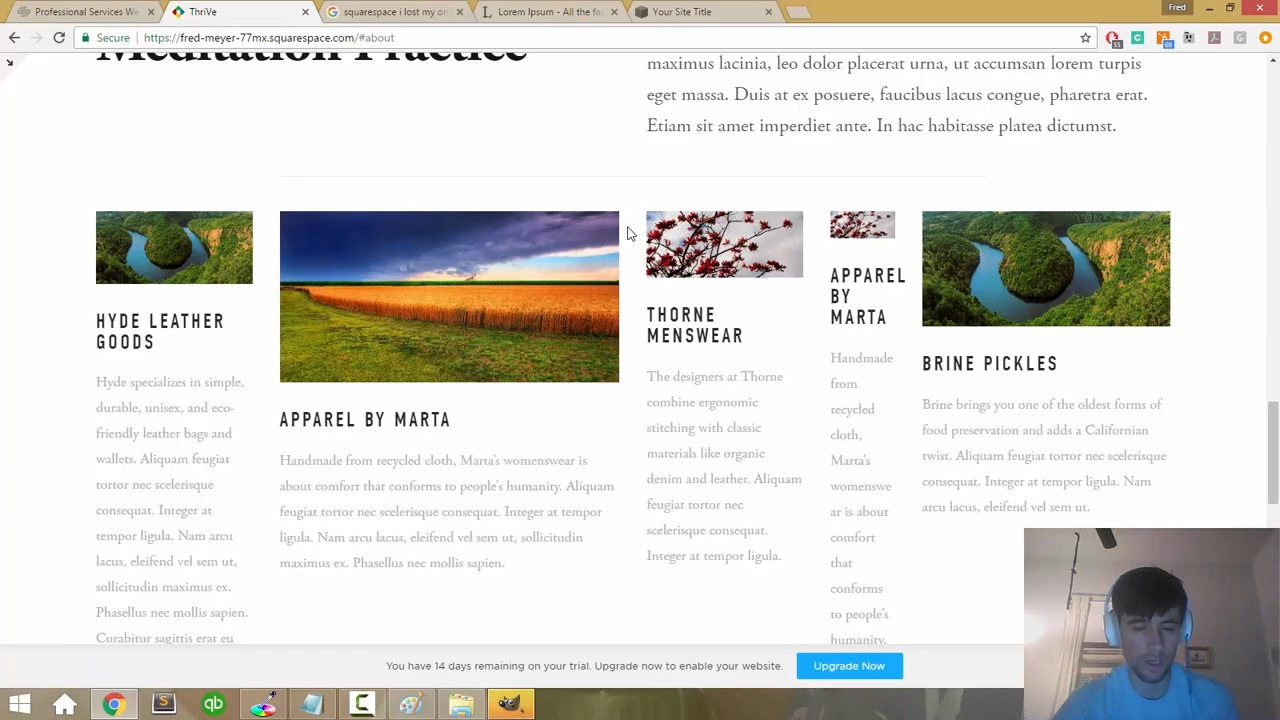 Professional Services We
ThriVe
squarespace i lost my or
Lorem Ipsum - All the fa
Your Site Title
Fred
Secure
https://fred-meyer-77mx.squarespace.com/#about
55
69
Meditation Practice
maximus lacinia, leo dolor placerat urna, ut accumsan lorem turpis
eget massa. Duis at ex posuere, faucibus lacus congue, pharetra erat.
Etiam sit amet imperdiet ante. In hac habitasse platea dictumst.
HYDE LEATHER
GOODS
Hyde specializes in simple,
durable, unisex, and eco-
friendly leather bags and
wallets. Aliquam feugiat
tortor nec scelerisque
consequat. Integer at
tempor ligula. Nam arcu
lacus, eleifend vel sem ut,
sollicitudin maximus ex.
Phasellus nec mollis sapien.
Curabitur sagittis erat eu
APPAREL BY MARTA
Handmade from recycled cloth, Marta's womenswear is
about comfort that conforms to people's humanity. Aliquam
feugiat tortor nec scelerisque consequat. Integer at tempor
ligula. Nam arcu lacus, eleifend vel sem ut, sollicitudin
maximus ex. Phasellus nec mollis sapien.
THORNE
MENSWEAR
The designers at Thorne
combine ergonomic
stitching with classic
materials like organic
denim and leather. Aliquam
feugiat tortor nec
scelerisque consequat.
Integer at tempor ligula.
APPAREL
BY
MARTA
Handmade
from
recycled
cloth,
Marta's
womenswe
ar is about
comfort
that
conforms
to people's
humanity.
BRINE PICKLES
Brine brings you one of the oldest forms of
food preservation and adds a Californian
twist. Aliquam feugiat tortor nec scelerisque
consequat. Integer at tempor ligula. Nam
arcu lacus, eleifend vel sem ut.
You have 14 days remaining on your trial. Upgrade now to enable your website.
Upgrade Now